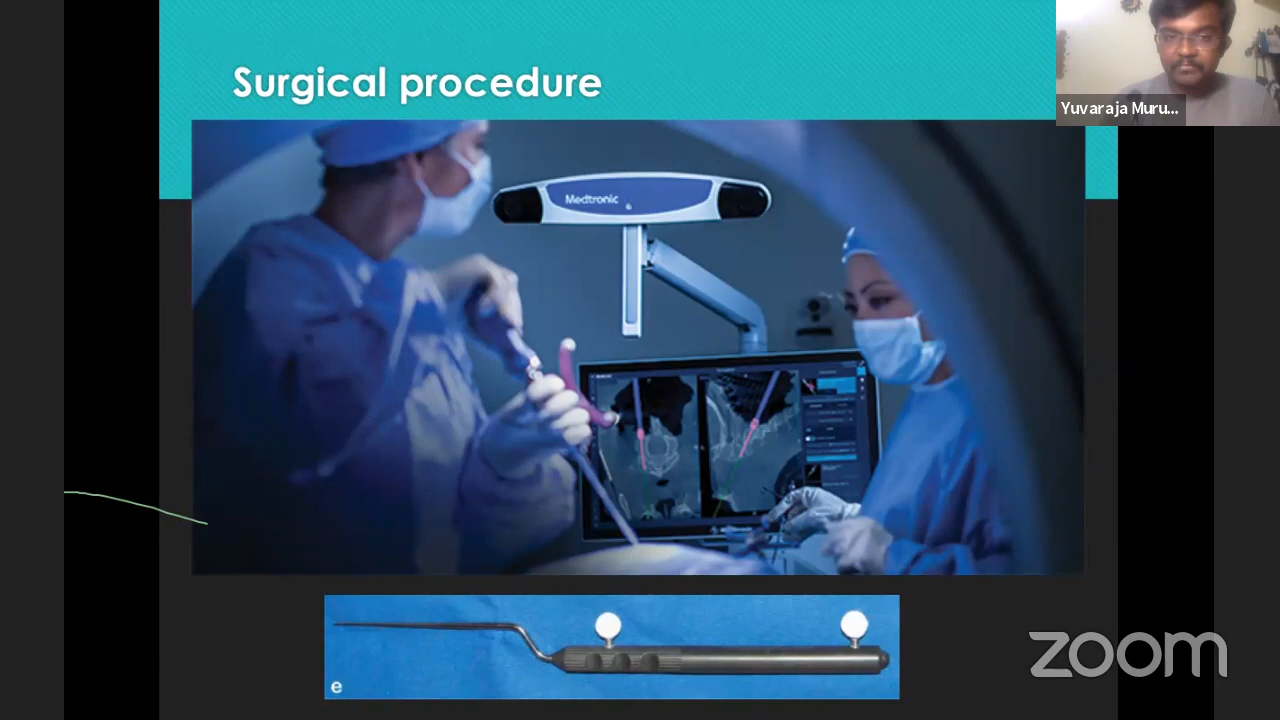 Surgical procedure
Yuvaraja Muru...
Medtronic
e
zoom